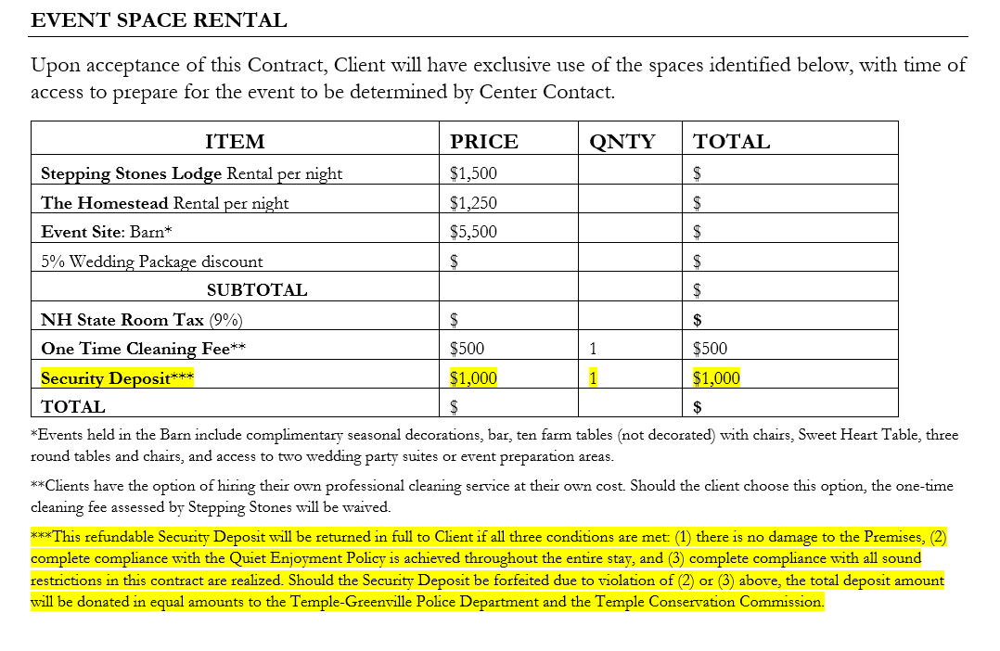 EVENT SPACE RENTAL
Upon acceptance of this Contract, Client will have exclusive use of the spaces identified below, with time of
access to prepare for the event to be determined by Center Contact.
ITEM PRICE QNTY TOTAL
Stepping Stones Lodge Rental per night $1,500 $
The Homestead Rental per night $1,250 $
Event Site: Barn* $5,500 $
5% Wedding Package discount $ $
SUBTOTAL $
NH State Room Tax (9%) $ $
One Time Cleaning Fee** $500 1 $500
Security Deposit*** $1,000 1 $1,000
TOTAL $ $
*Events held in the Barn include complimentary seasonal decorations, bar, ten farm tables (not decorated) with chairs, Sweet Heart Table, three
round tables and chairs, and access to two wedding party suites or event preparation areas.
**Clients have the option of hiring their own professional cleaning service at their own cost. Should the client choose this option, the one-time
cleaning fee assessed by Stepping Stones will be waived.
***This refundable Security Deposit will be returned in full to Client if all three conditions are met: (1) there is no damage to the Premises, (2)
complete compliance with the Quiet Enjoyment Policy is achieved throughout the entire stay, and (3) complete compliance with all sound
restrictions in this contract are realized. Should the Security Deposit be forfeited due to violation of (2) or (3) above, the total deposit amount
will be donated in equal amounts to the Temple-Greenville Police Department and the Temple Conservation Commission.